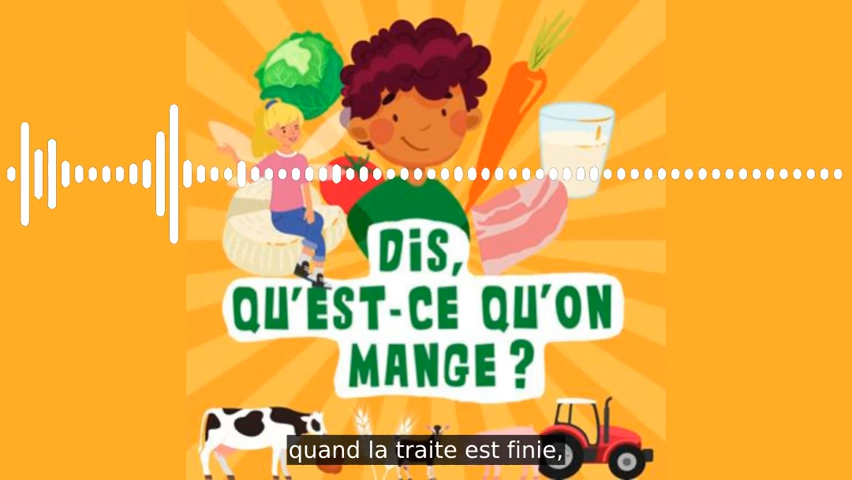 DiS,
QU'EST-CE QU'ON
MANGE ?
quand la traite est finie,